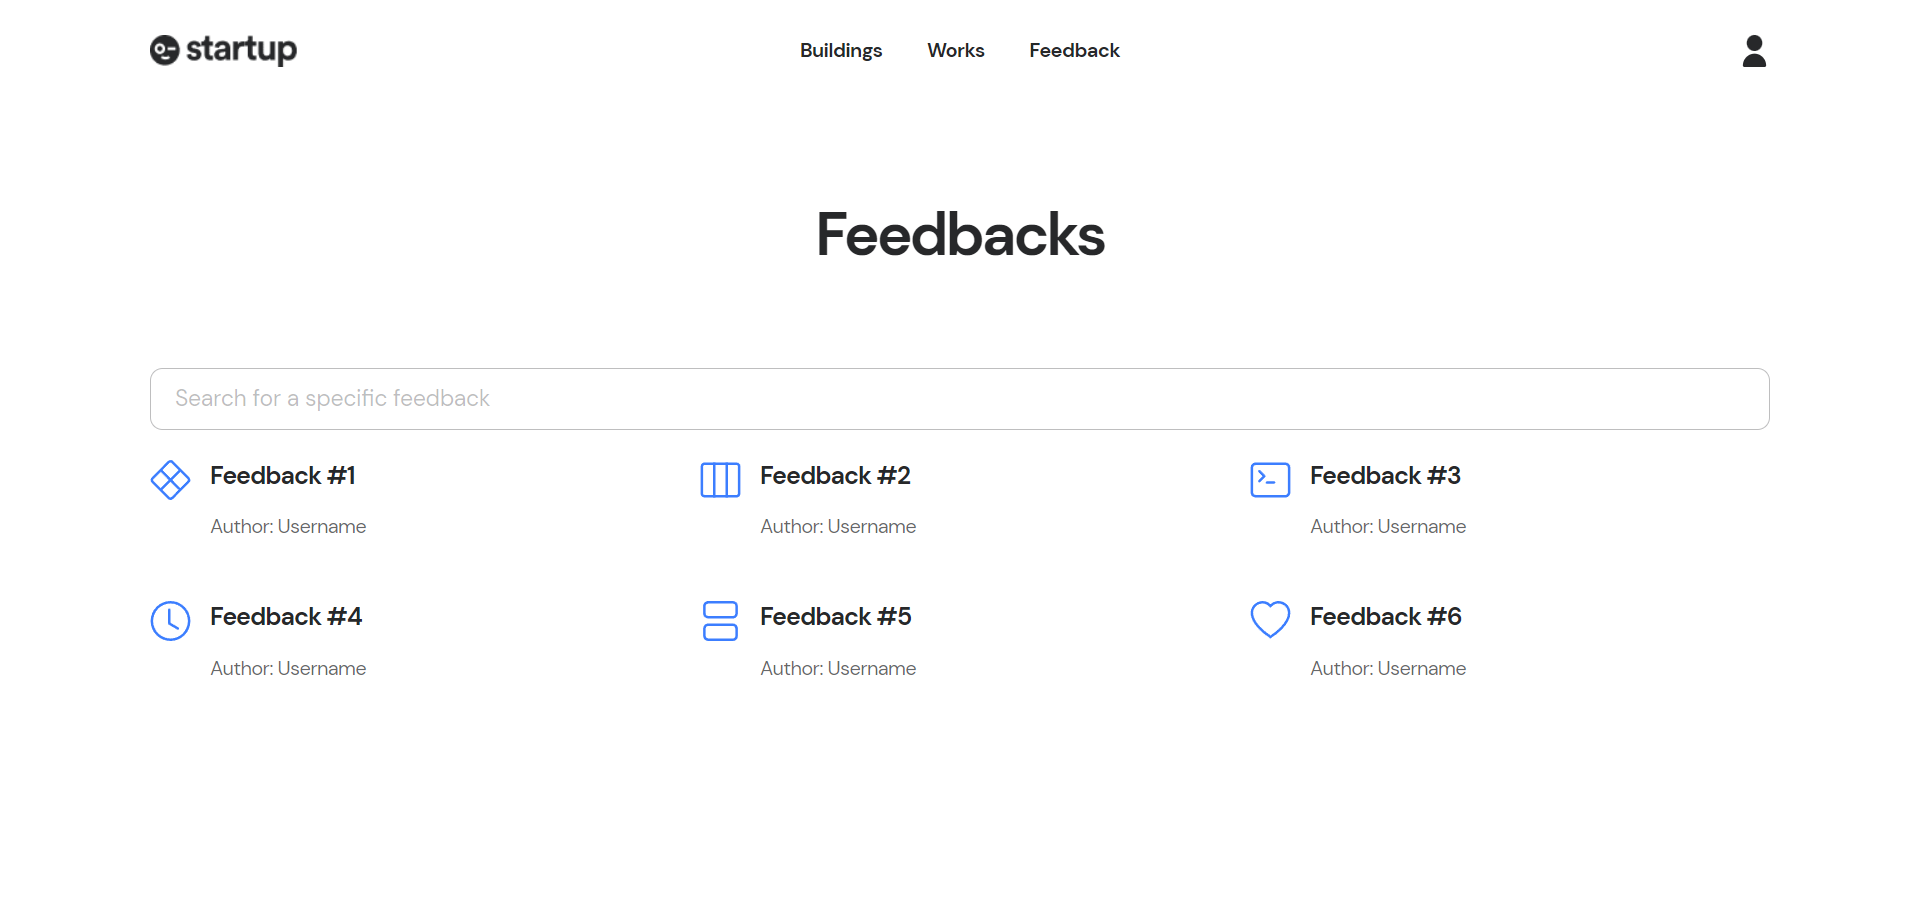 startup
Buildings Works Feedback
Feedbacks
Search for a specific feedback
Feedback #1
Author: Username
Feedback #2
Author: Username
Feedback #3
Author: Username
Feedback #4
Author: Username
Feedback #5
Author: Username
Feedback #6
Author: Username